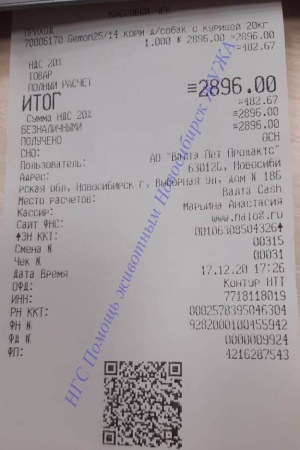 КАССОВЫЙ ЧЕК
ПРИХОД
70006170 Gemon25/14 корм д/собак с курицей 20кг
1.000 * 2896.00 =2896.00
НДС 20% =482.67
ТОВАР
ПОЛНЫЙ РАСЧЕТ
ИТОГ =2896.00
Сумма НДС 20% =482.67
БЕЗНАЛИЧНЫМИ =2896.00
ПОЛУЧЕНО =2896.00
СНО: ОСН
Пользователь: АО "Валта Пет Продактс"
Адрес: 630126, Новосиби
рская обл, Новосибирск г, Выборная ул, дом N 186
Место расчетов: Валта Cash
Кассир: Марьина Анастасия
Сайт ФНС: www.nalog.ru
ЗН ККТ: 00106308504326
Смена N 00315
Чек N 00031
Дата Время 17.12.20 17:26
ОФД: Контур НТТ
ИНН: 7718118019
РН ККТ: 0002578395046304
ФН N 9282000100455942
ФД N 0000009924
ФП: 4216287543
НГС Помощь животным Новосибирск НУЖА